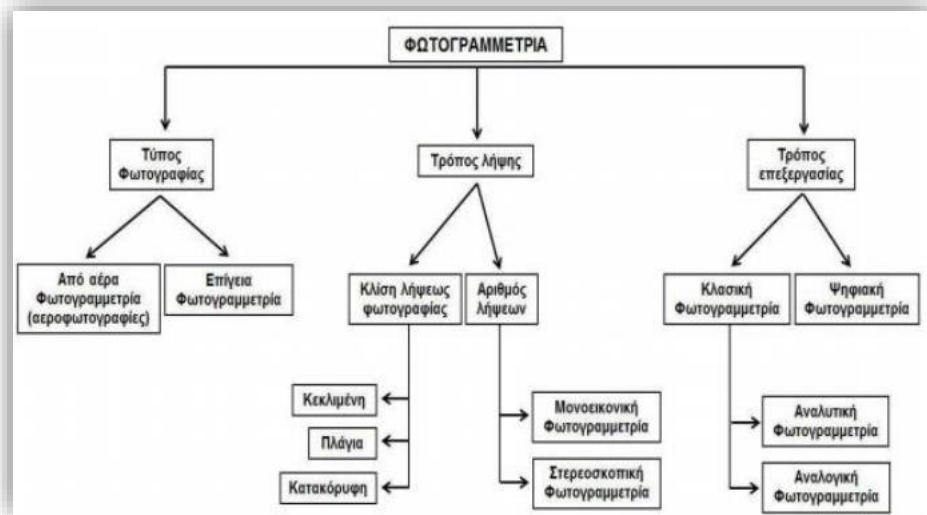 ΦΩΤΟΓΡΑΜΜΕΤΡΙΑ
Τύπος
Φωτογραφίας
Τρόπος λήψης
Τρόπος
επεξεργασίας
Από αέρα
Φωτογραμμετρία
(αεροφωτογραφίες)
Επίγεια
Φωτογραμμετρία
Κλίση λήψεως
φωτογραφίας
Αριθμός
λήψεων
Κλασική
Φωτογραμμετρία
Ψηφιακή
Φωτογραμμετρία
Κεκλιμένη
Πλάγια
Κατακόρυφη
Μονοεικονική
Φωτογραμμετρία
Στερεοσκοπική
Φωτογραμμετρία
Αναλυτική
Φωτογραμμετρία
Αναλογική
Φωτογραμμετρία